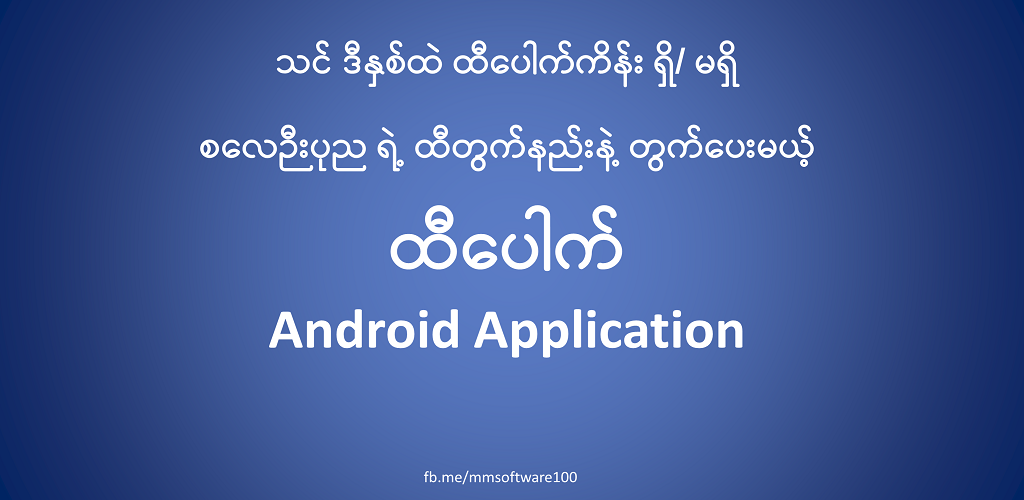 သင် ဒီနှစ်ထဲ ထီပေါက်ကိန်း ရှိ/ မရှိ
စလေဦးပုည ရဲ့ ထီတွက်နည်းနဲ့ တွက်ပေးမယ့်
ထီပေါက်
Android Application
fb.me/mmsoftware100